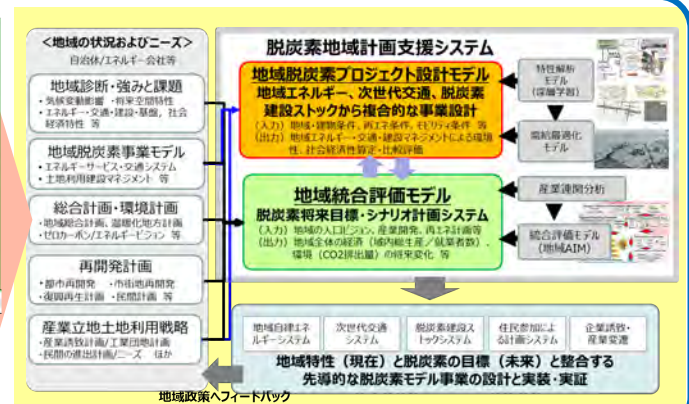 ＜地域の状況およびニーズ＞
自治体/エネルギー会社等
地域診断・強みと課題
・気候変動影響 ・将来空間特性
・エネルギー・交通・建設・基盤，社会
経済特性 等
地域脱炭素事業モデル
・エネルギーサービス・交通システム
・土地利用建設マネジメント 等
総合計画・環境計画
・地域総合計画、温暖化地方計画
・ゼロカーボン/エネルギービジョン 等
再開発計画
・都市再開発 ・市街地再開発
・復興再生計画 ・民間計画 等
産業立地土地利用戦略
・産業誘致計画/工業団地計画
・民間の進出計画/ニーズ ほか
脱炭素地域計画支援システム
地域脱炭素プロジェクト設計モデル
地域エネルギー、次世代交通、脱炭素
建設ストックから複合的な事業設計
（入力）地域・建物条件、再エネ条件、モビリティ条件 等
（出力）地域エネルギー・交通・建設マネジメントによる環境
性、社会経済性算定・比較評価
地域統合評価モデル
脱炭素将来目標・シナリオ計画システム
（入力）地域の人口ビジョン、産業開発、再エネ計画等
（出力）地域全体の経済（域内総生産／就業者数）、
環境（CO2排出量）の将来変化 等
特性解析
モデル
（深層学習）
需給最適化
モデル
産業連関分析
統合評価モデル
（地域AIM）
地域自律エネ
ルギーシステム
次世代交通
システム
脱炭素建設ス
トックシステム
住民参加によ
る計画システム
企業誘致・
産業変遷
地域特性（現在）と脱炭素の目標（未来）と整合する
先導的な脱炭素モデル事業の設計と実装・実証
地域政策へフィードバック